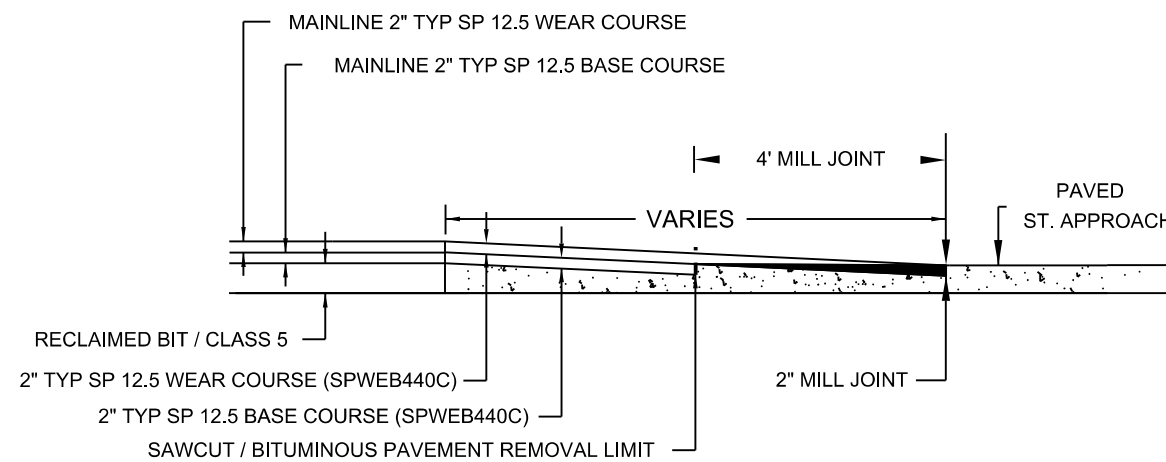 MAINLINE 2" TYP SP 12.5 WEAR COURSE
MAINLINE 2" TYP SP 12.5 BASE COURSE
4' MILL JOINT
PAVED
ST. APPROACH
VARIES
RECLAIMED BIT / CLASS 5
2" TYP SP 12.5 WEAR COURSE (SPWEB440C)
2" MILL JOINT
2" TYP SP 12.5 BASE COURSE (SPWEB440C)
SAWCUT / BITUMINOUS PAVEMENT REMOVAL LIMIT